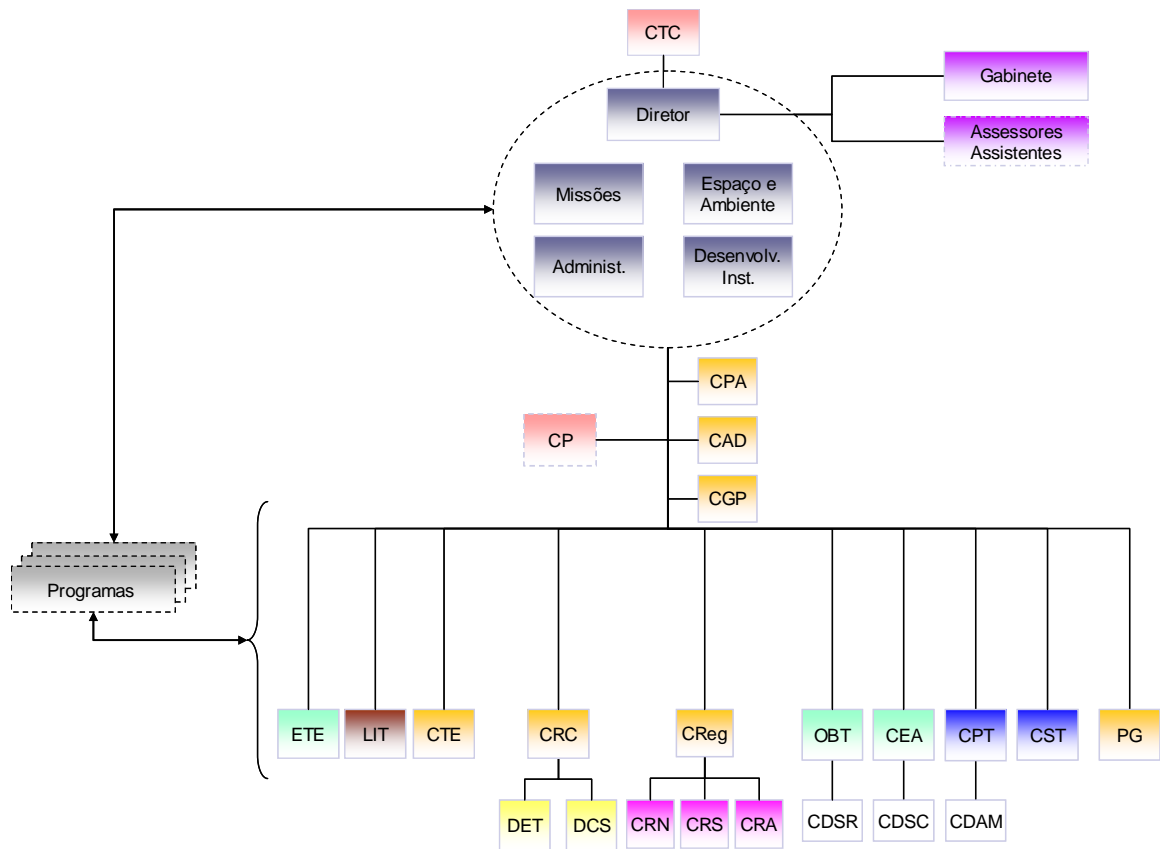 CTC
Diretor
Gabinete
Assessores
Assistentes
Missões
Espaço e
Ambiente
Administ.
Desenvolv.
Inst.
CPA
CP
CAD
CGP
Programas
ETE
LIT
CTE
CRC
CReg
OBT
CEA
CPT
CST
PG
DET
DCS
CRN
CRS
CRA
CDSR
CDSC
CDAM